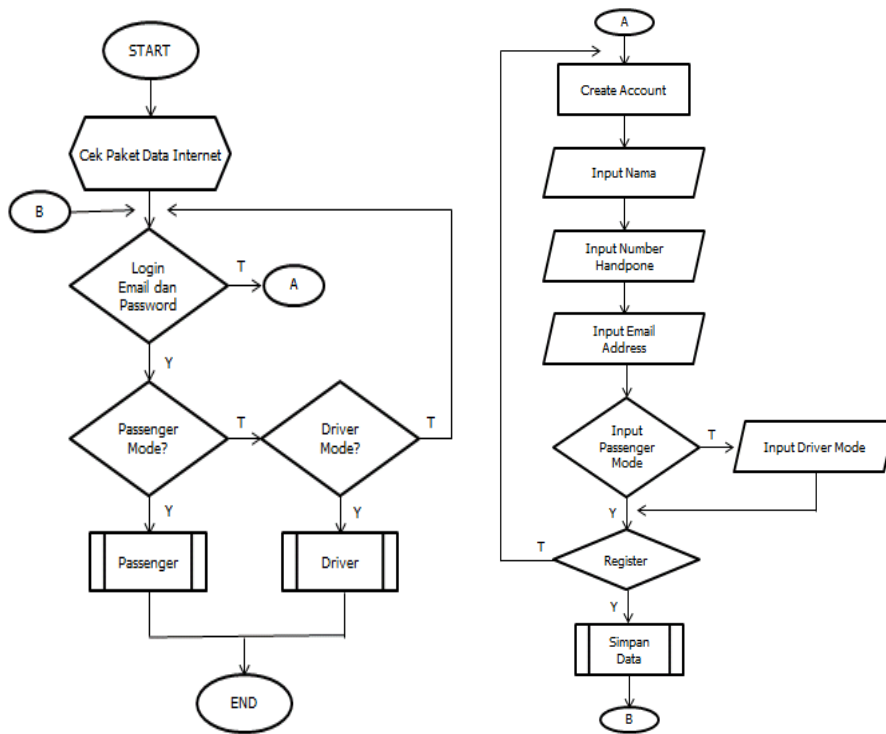 START
Cek Paket Data Internet
B
Login
Email dan
Password
T
A
Y
Passenger
Mode?
T
Driver
Mode?
T
Y
Y
Passenger
Driver
END
A
Create Account
Input Nama
Input Number
Handpone
Input Email
Address
Input
Passenger
Mode
T
Input Driver Mode
Y
Register
T
Y
Simpan
Data
B